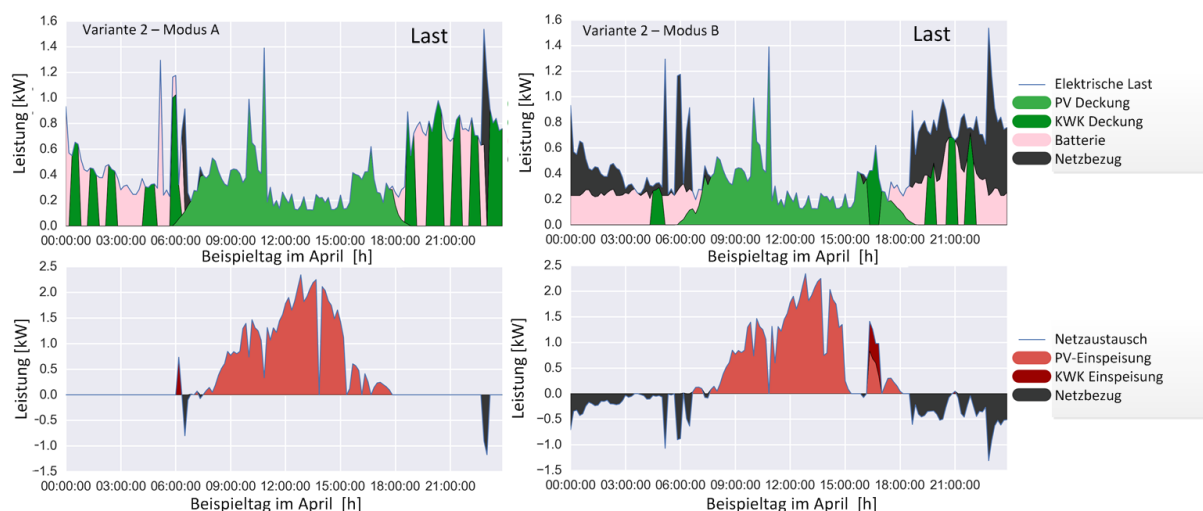 Variante 2 – Modus A
Last
Leistung [kW]
1.6
1.4
1.2
1.0
0.8
0.6
0.4
0.2
0.0
00:00:00 03:00:00 06:00:00 09:00:00 12:00:00 15:00:00 18:00:00 21:00:00
Beispieltag im April [h]
Variante 2 – Modus B
Last
Leistung [kW]
1.6
1.4
1.2
1.0
0.8
0.6
0.4
0.2
0.0
00:00:00 03:00:00 06:00:00 09:00:00 12:00:00 15:00:00 18:00:00 21:00:00
Beispieltag im April [h]
Elektrische Last
PV Deckung
KWK Deckung
Batterie
Netzbezug
Leistung [kW]
2.5
2.0
1.5
1.0
0.5
0.0
−0.5
−1.0
−1.5
00:00:00 03:00:00 06:00:00 09:00:00 12:00:00 15:00:00 18:00:00 21:00:00
Beispieltag im April [h]
Leistung [kW]
2.5
2.0
1.5
1.0
0.5
0.0
−0.5
−1.0
−1.5
00:00:00 03:00:00 06:00:00 09:00:00 12:00:00 15:00:00 18:00:00 21:00:00
Beispieltag im April [h]
Netzaustausch
PV-Einspeisung
KWK Einspeisung
Netzbezug